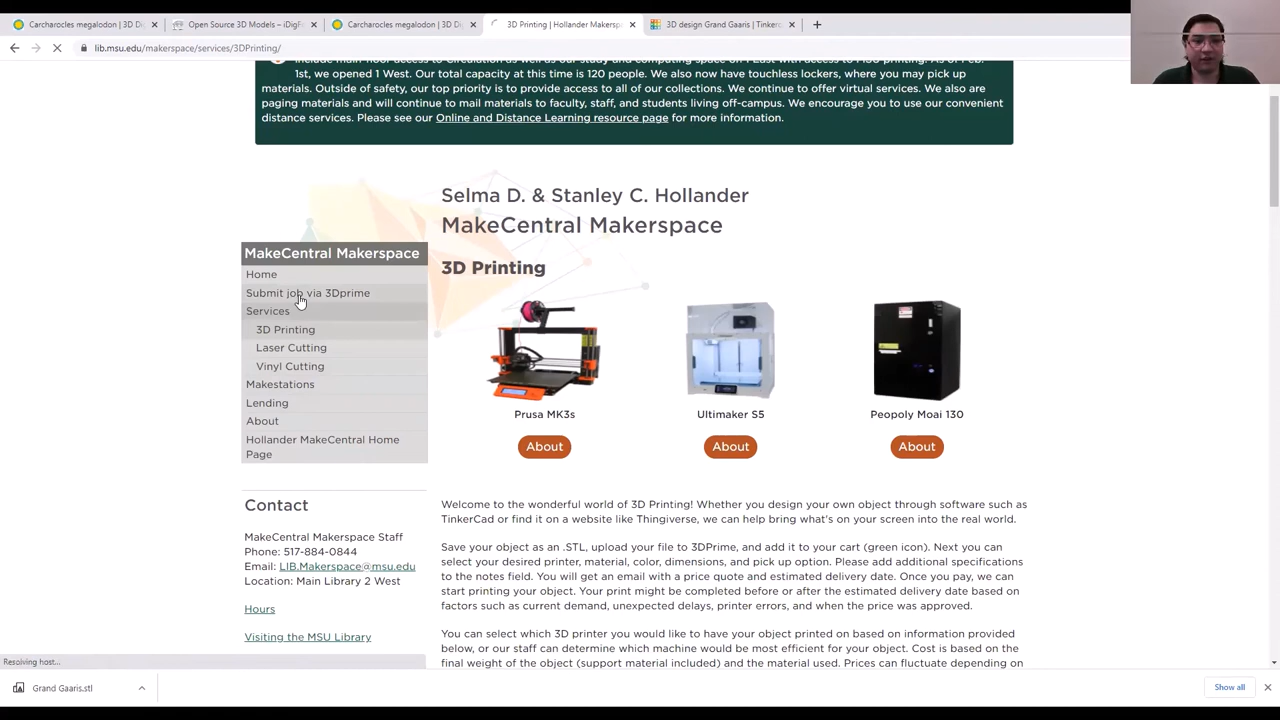 Carcharocles megalodon | 3D Di
Open Source 3D Models – iDigFo
Carcharocles megalodon | 3D Di
3D Printing | Hollander Makersp
3D design Grand Gaaris | Tinkerc
lib.msu.edu/makerspace/services/3DPrinting/
include main floor access to Circulation as well as our study and computing space on 1 East with access to MSU printing. As of Feb.
1st, we opened 1 West. Our total capacity at this time is 120 people. We also now have touchless lockers, where you may pick up
materials. Outside of safety, our top priority is to provide access to all of our collections. We continue to offer virtual services. We also are
paging materials and will continue to mail materials to faculty, staff, and students living off-campus. We encourage you to use our convenient
distance services. Please see our Online and Distance Learning resource page for more information.
Selma D. & Stanley C. Hollander
MakeCentral Makerspace
MakeCentral Makerspace
Home
Submit job via 3Dprime
Services
3D Printing
Laser Cutting
Vinyl Cutting
Makestations
Lending
About
Hollander MakeCentral Home
Page
Contact
MakeCentral Makerspace Staff
Phone: 517-884-0844
Email: LIB.Makerspace@msu.edu
Location: Main Library 2 West
Hours
Visiting the MSU Library
3D Printing
Prusa MK3s
Ultimaker S5
Peopoly Moai 130
About
About
About
Welcome to the wonderful world of 3D Printing! Whether you design your own object through software such as
TinkerCad or find it on a website like Thingiverse, we can help bring what's on your screen into the real world.
Save your object as an .STL, upload your file to 3DPrime, and add it to your cart (green icon). Next you can
select your desired printer, material, color, dimensions, and pick up option. Please add additional specifications
to the notes field. You will get an email with a price quote and estimated delivery date. Once you pay, we can
start printing your object. Your print might be completed before or after the estimated delivery date based on
factors such as current demand, unexpected delays, printer errors, and when the price was approved.
You can select which 3D printer you would like to have your object printed on based on information provided
below, or our staff can determine which machine would be most efficient for your object. Cost is based on the
final weight of the object (support material included) and the material used. Prices can fluctuate depending on
Resolving host...
Grand Gaaris.stl
Show all